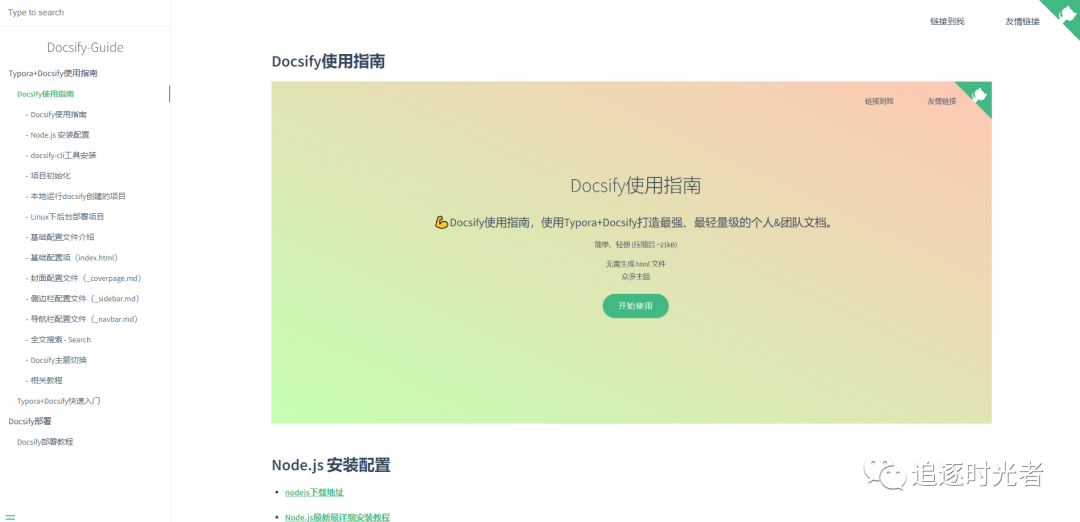 Type to search
Docsify-Guide
Typora+Docsify使用指南
Docsify使用指南
- Docsify使用指南
- Node.js 安装配置
- docsify-cli工具安装
- 项目初始化
- 本地运行docsify创建的项目
- Linux下后台部署项目
- 基础配置文件介绍
- 基础配置项（index.html）
- 封面配置文件（_coverpage.md）
- 侧边栏配置文件（_sidebar.md）
- 导航栏配置文件（_navbar.md）
- 全文搜索 - Search
- Docsify主题切换
- 相关教程
Typora+Docsify快速入门
Docsify部署
Docsify部署教程
链接到我 友情链接
Docsify使用指南
链接到我 友情链接
Docsify使用指南
💪Docsify使用指南，使用Typora+Docsify打造最强、最轻量级的个人&团队文档。
简单、轻便 (压缩后 ~21kB)
无需生成 html 文件
众多主题
开始使用
Node.js 安装配置
• nodejs下载地址
• Node.js最新最详细安装教程
追逐时光者